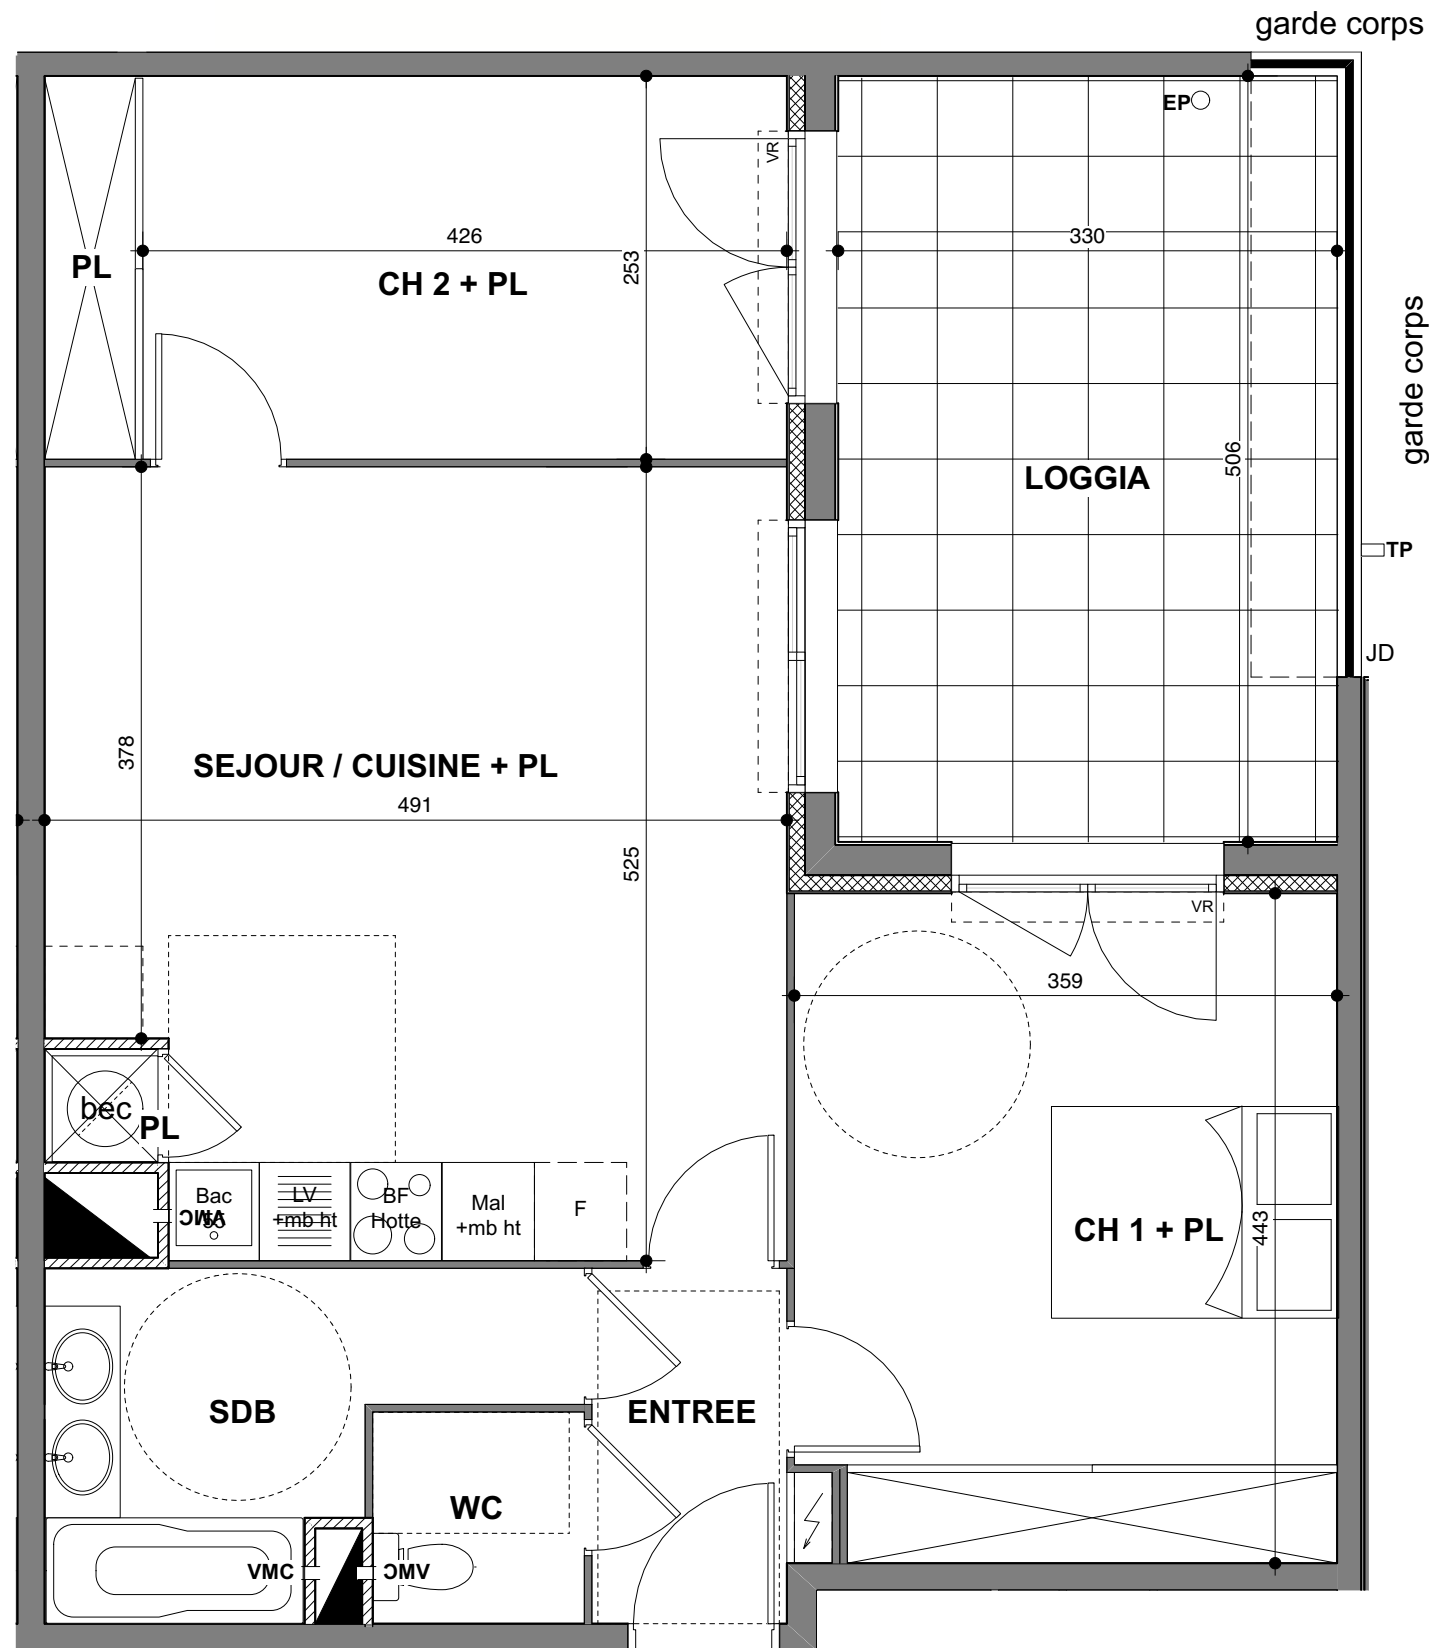 garde corps
EP
VR
426
330
PL
CH 2 + PL
253
garde corps
506
LOGGIA
TP
JD
378
SEJOUR / CUISINE + PL
491
525
VR
359
bec
PL
Bac
55
LV
+mb ht
BF
Hotte
Mal
+mb ht
F
VMC
CH 1 + PL
443
SDB
ENTREE
WC
VMC
VMC